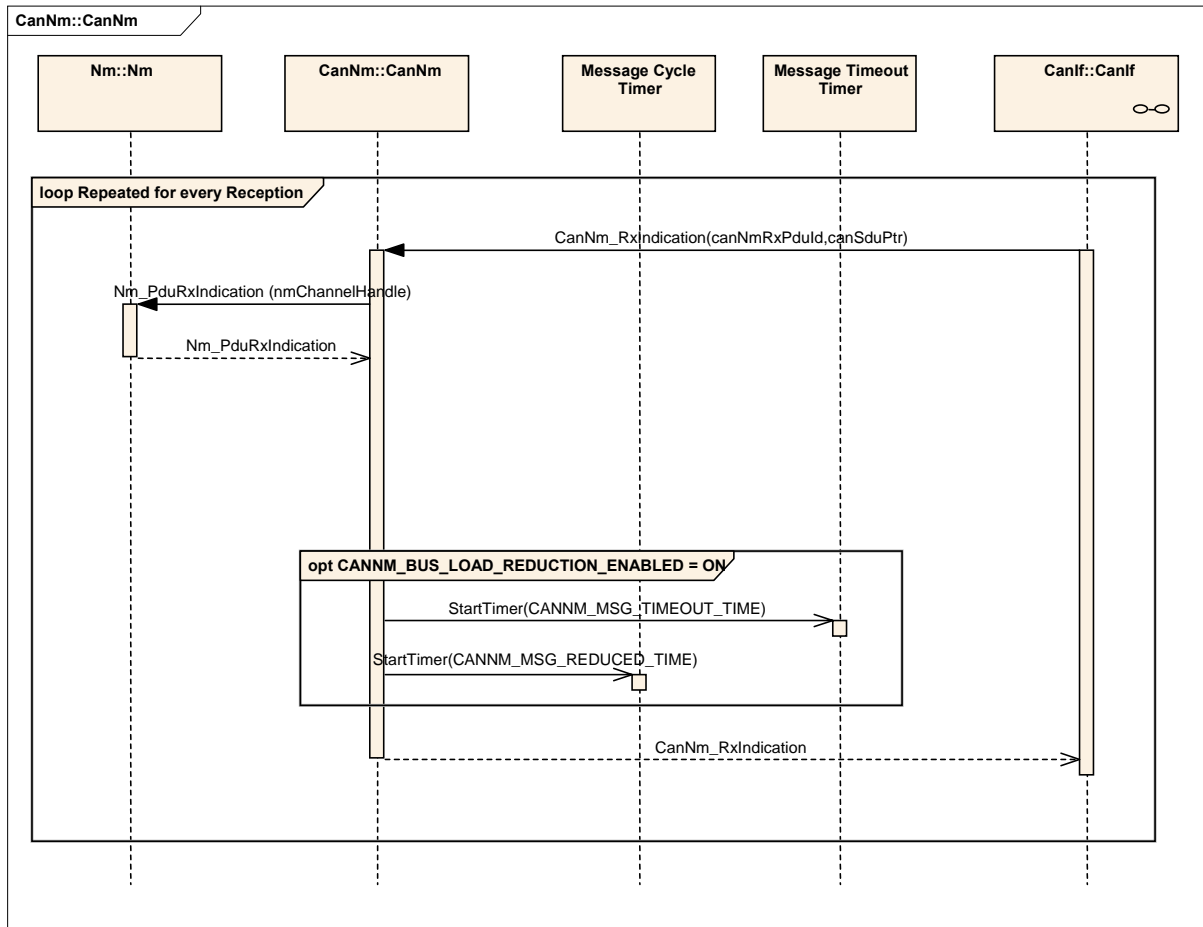 CanNm::CanNm
Nm::Nm
CanNm::CanNm
Message Cycle
Timer
Message Timeout
Timer
CanIf::CanIf
loop Repeated for every Reception
CanNm_RxIndication(canNmRxPduId,canSduPtr)
Nm_PduRxIndication (nmChannelHandle)
Nm_PduRxIndication
opt CANNM_BUS_LOAD_REDUCTION_ENABLED = ON
StartTimer(CANNM_MSG_TIMEOUT_TIME)
StartTimer(CANNM_MSG_REDUCED_TIME)
CanNm_RxIndication